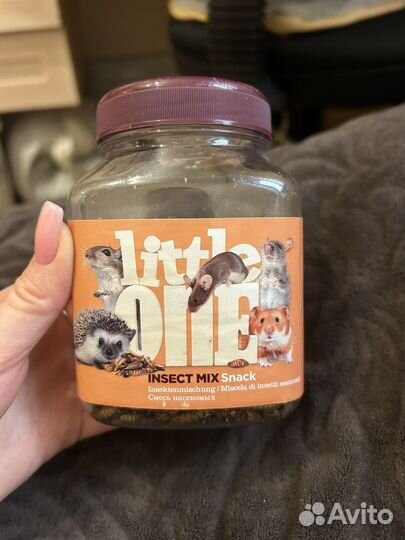 little
ONE
INSECT MIX Snack
Insektenmischung / Miscela di insetti essiccati
Смесь насекомых
Avito